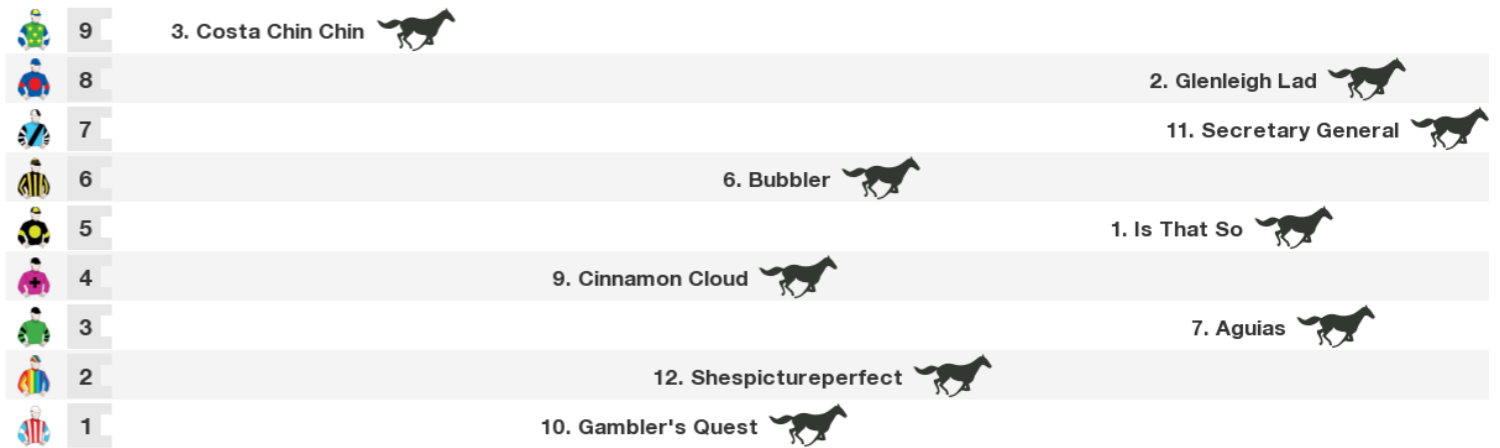 9 3. Costa Chin Chin
8 2. Glenleigh Lad
7 11. Secretary General
6 6. Bubbler
5 1. Is That So
4 9. Cinnamon Cloud
3 7. Aguias
2 12. Shespictureperfect
1 10. Gambler's Quest